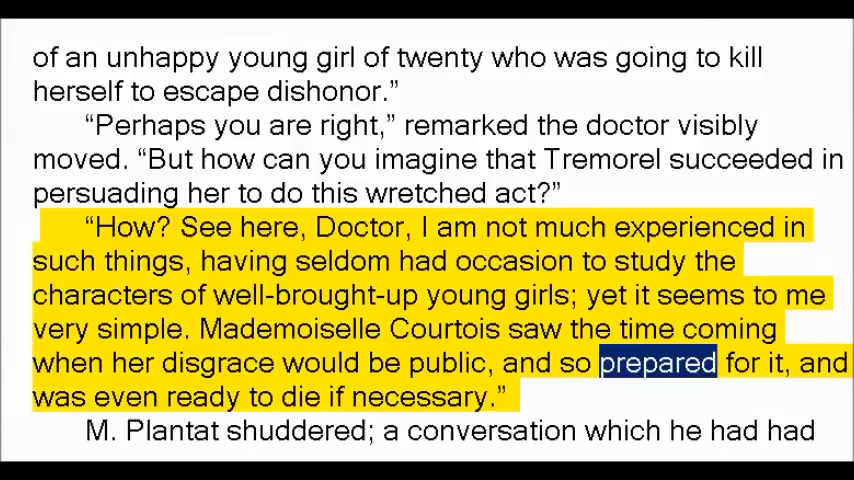 of an unhappy young girl of twenty who was going to kill
herself to escape dishonor.”
“Perhaps you are right,” remarked the doctor visibly
moved. “But how can you imagine that Tremorel succeeded in
persuading her to do this wretched act?”
“How? See here, Doctor, I am not much experienced in
such things, having seldom had occasion to study the
characters of well-brought-up young girls; yet it seems to me
very simple. Mademoiselle Courtois saw the time coming
when her disgrace would be public, and so prepared for it, and
was even ready to die if necessary.”
M. Plantat shuddered; a conversation which he had had